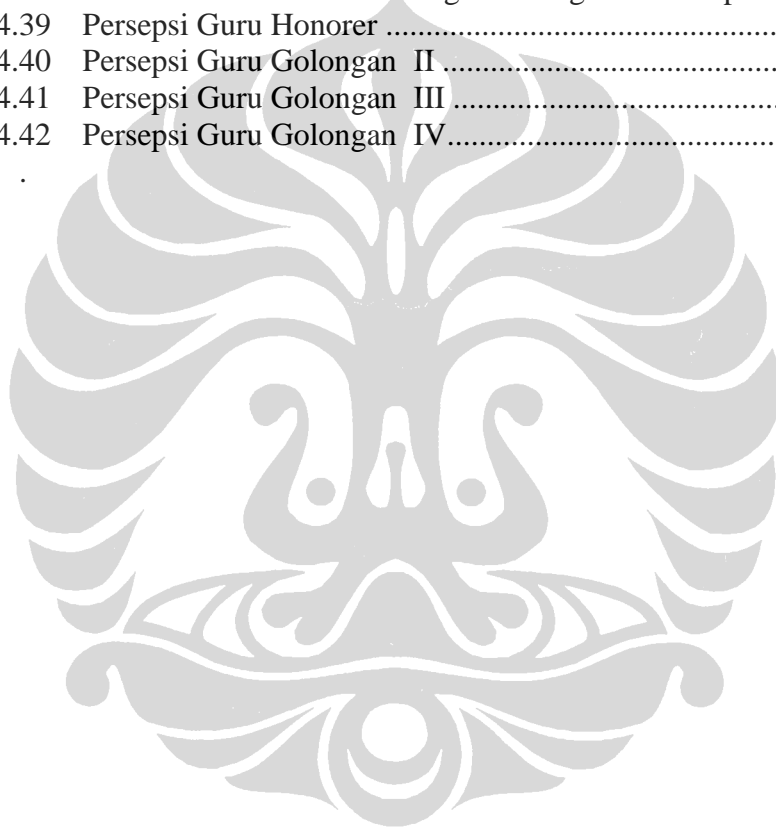 4.39 Persepsi Guru Honorer ..........................................................
4.40 Persepsi Guru Golongan II ..................................................
4.41 Persepsi Guru Golongan III .................................................
4.42 Persepsi Guru Golongan IV..................................................
.